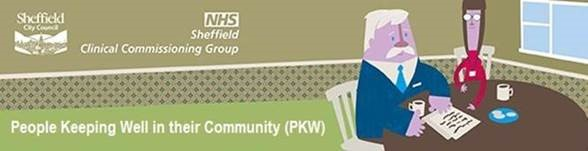 Sheffield
City Council
NHS
Sheffield
Clinical Commissioning Group
People Keeping Well in their Community (PKW)